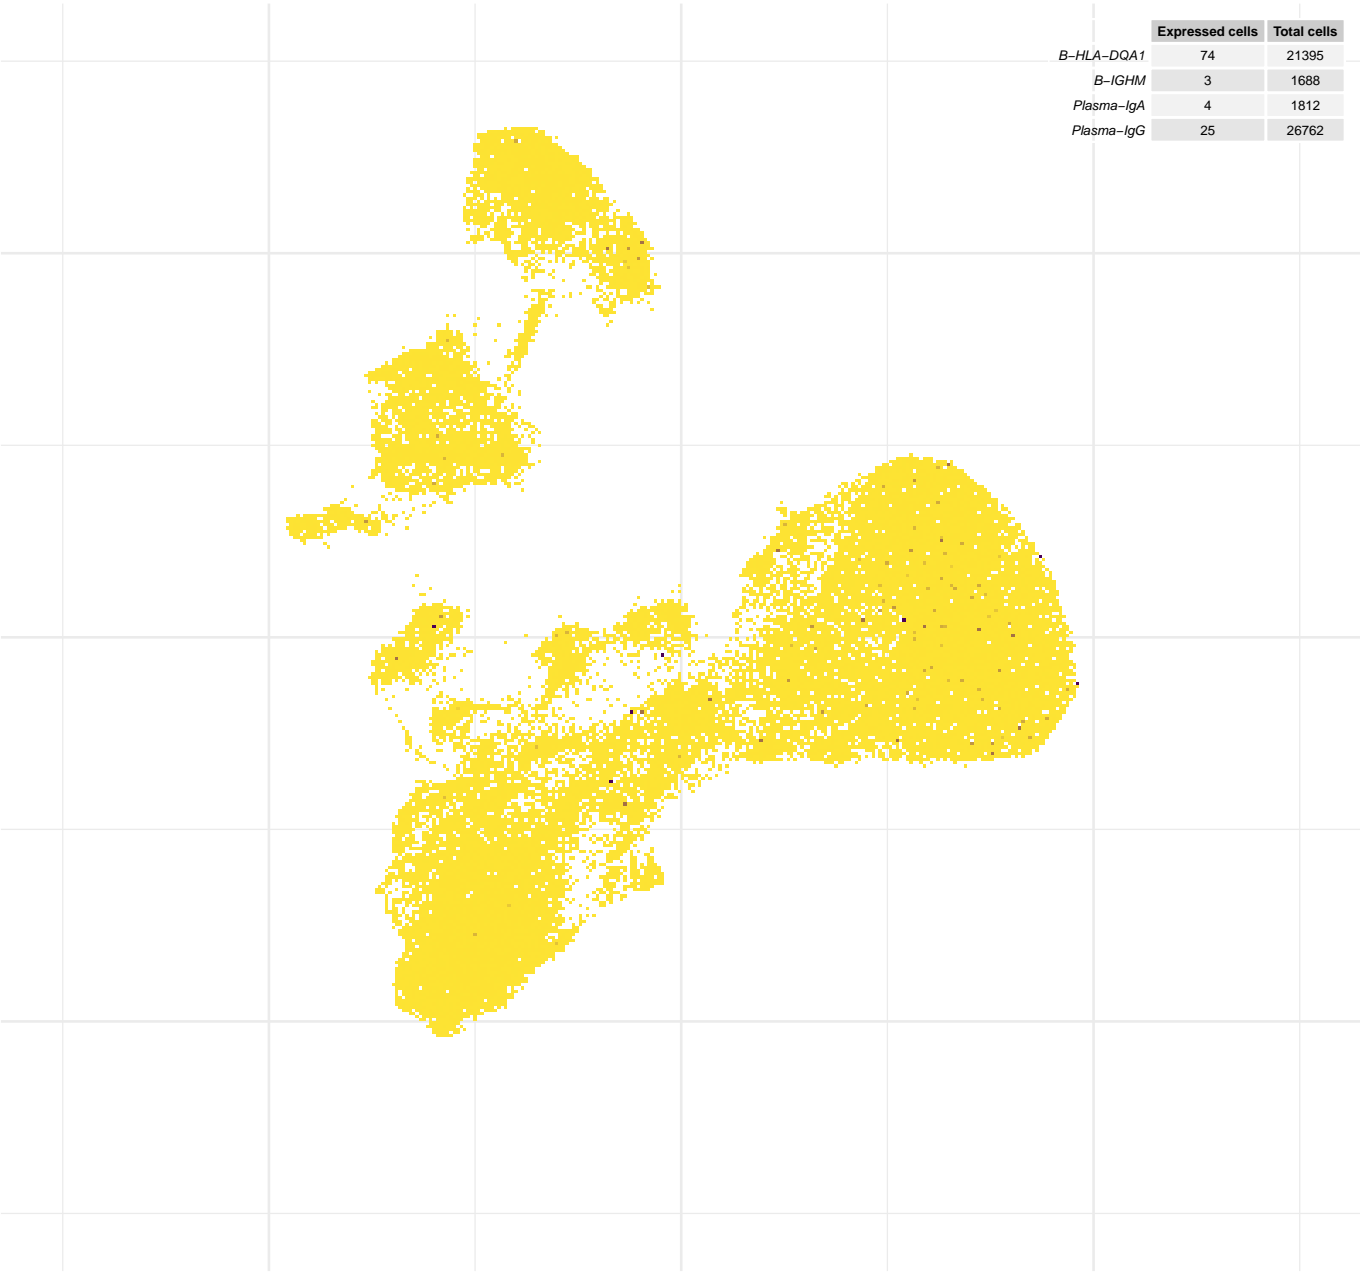 Expressed cells Total cells
B−HLA−DQA1 74 21395
B−IGHM 3 1688
Plasma−IgA 4 1812
Plasma−IgG 25 26762